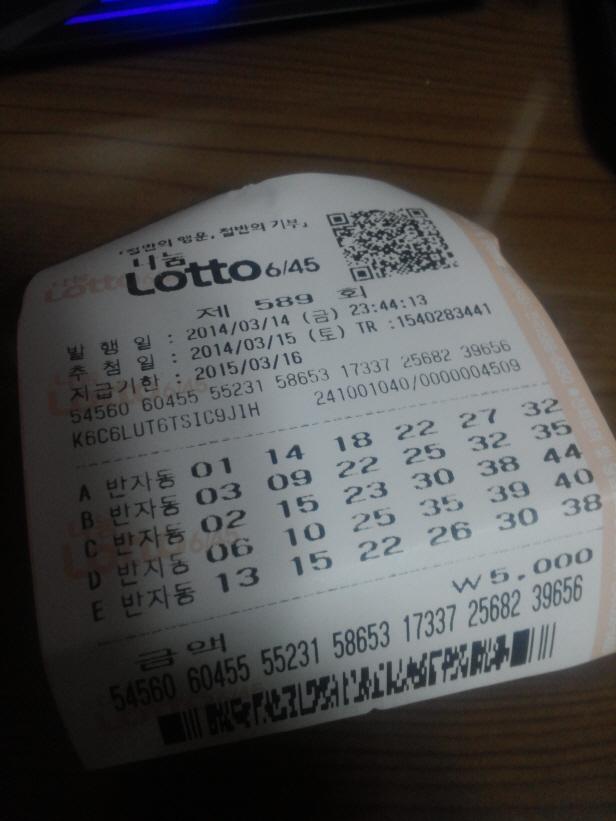 「절반의 행운, 절반의 기부」
나눔
Lotto 6/45
제 589 회
발 행 일 : 2014/03/14 (금) 23:44:13
추 첨 일 : 2014/03/15 (토) TR :1540283441
지급기한 : 2015/03/16
54560 60455 55231 58653 17337 25682 39656
K6C6LUT6TSIC9J1H 241001040/0000004509
A 반자동 01 14 18 22 27 32
B 반자동 03 09 22 25 32 35
C 반자동 02 15 23 30 38 44
D 반자동 06 10 25 35 39 40
E 반자동 13 15 22 26 30 38
금액 ₩5,000
54560 60455 55231 58653 17337 25682 39656